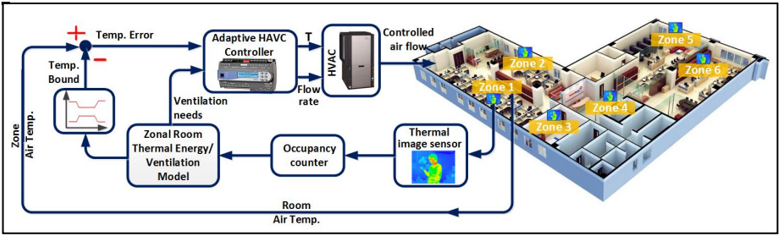 +
Temp. Error
−
Temp.
Bound
Zone
Air Temp.
Adaptive HAVC
Controller
T
Flow
rate
HVAC
Controlled
air flow
Ventilation
needs
Zonal Room
Thermal Energy/
Ventilation
Model
Occupancy
counter
Thermal
image sensor
Room
Air Temp.
Zone 1
Zone 2
Zone 3
Zone 4
Zone 5
Zone 6